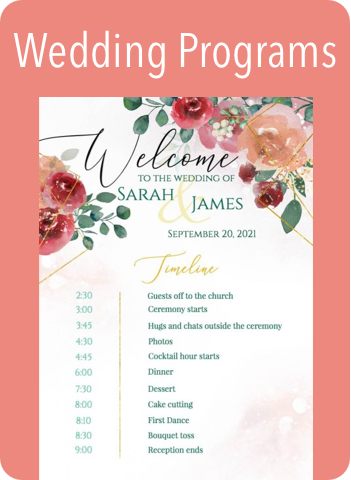 Wedding Programs
Welcome
TO THE WEDDING OF
SARAH & JAMES
SEPTEMBER 20, 2021
Timeline
2:30 Guests off to the church
3:00 Ceremony starts
3:45 Hugs and chats outside the ceremony
4:30 Photos
4:45 Cocktail hour starts
6:00 Dinner
7:30 Dessert
8:00 Cake cutting
8:10 First Dance
8:30 Bouquet toss
9:00 Reception ends